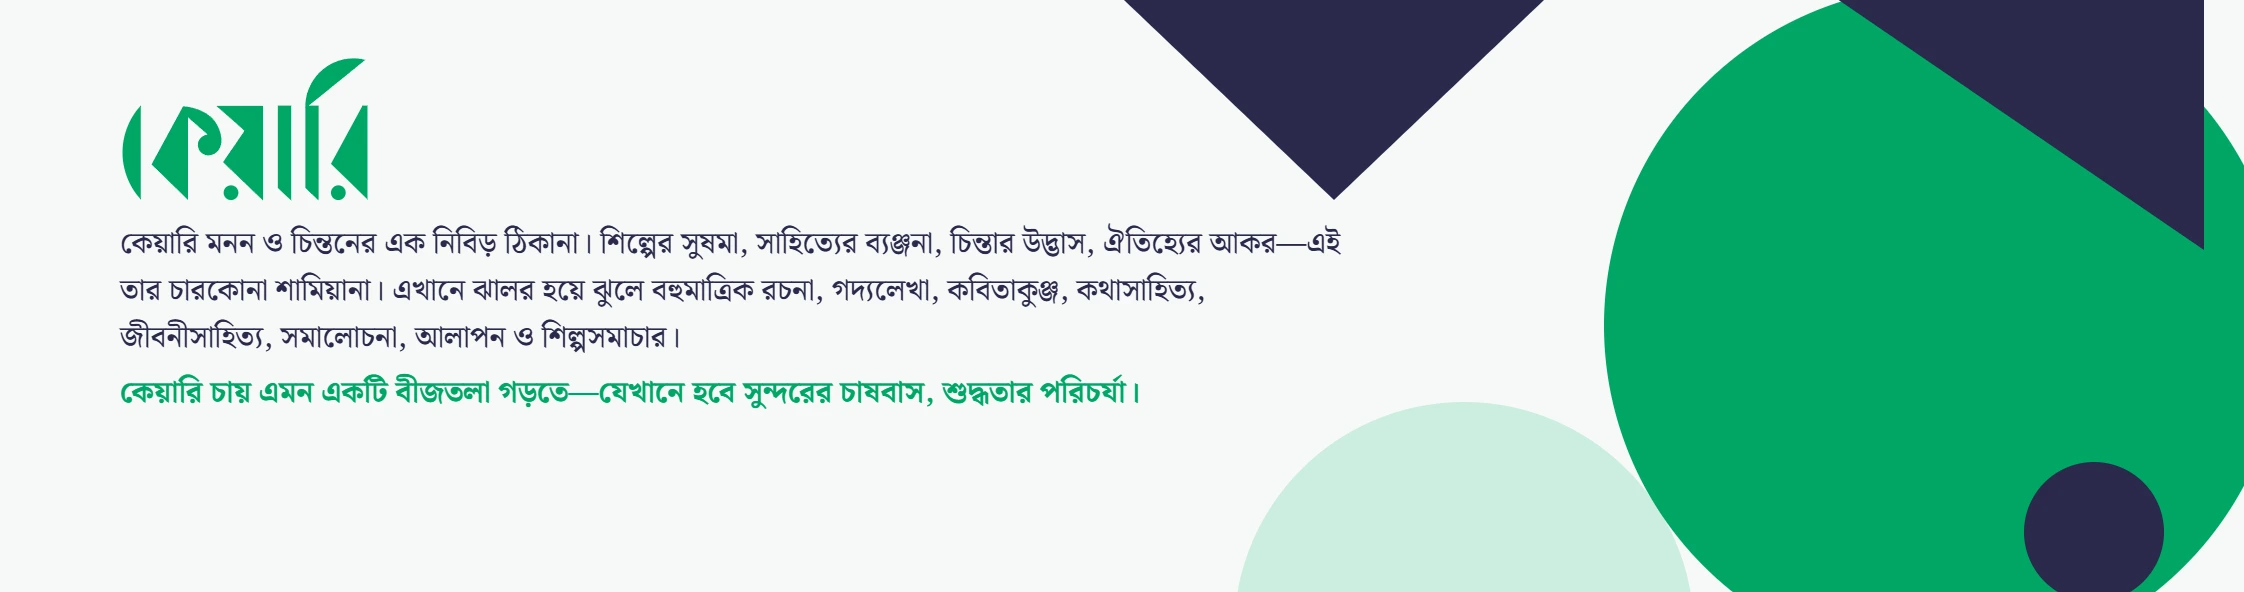 কেয়ারি
কেয়ারি মনন ও চিন্তনের এক নিবিড় ঠিকানা। শিল্পের সুষমা, সাহিত্যের ব্যঞ্জনা, চিন্তার উদ্ভাস, ঐতিহ্যের আকর—এই
তার চারকোনা শামিয়ানা। এখানে ঝালর হয়ে ঝুলে বহুমাত্রিক রচনা, গদ্যলেখা, কবিতাকুঞ্জ, কথাসাহিত্য,
জীবনীসাহিত্য, সমালোচনা, আলাপন ও শিল্পসমাচার।
কেয়ারি চায় এমন একটি বীজতলা গড়তে—যেখানে হবে সুন্দরের চাষবাস, শুদ্ধতার পরিচর্যা।